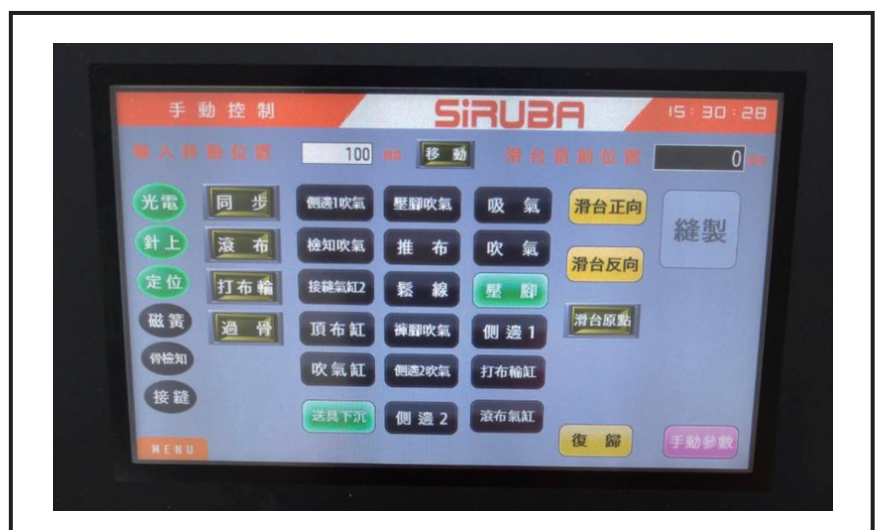 手動控制 SiRUBA 15:30:28
輸入移動位置 100 mm 移動 滑台當前位置 0 mm
光電 同步 側邊1吹氣 壓腳吹氣 吸氣 滑台正向 縫製
針上 滾布 檢知吹氣 推布 吹氣 滑台反向
定位 打布輪 接縫氣缸2 鬆線 壓腳
磁簧 過骨 頂布缸 褲腳吹氣 側邊1 滑台原點
骨檢知 吹氣缸 側邊2吹氣 打布輪缸
接縫 送具下沉 側邊2 滾布氣缸 復歸 手動參數
MENU